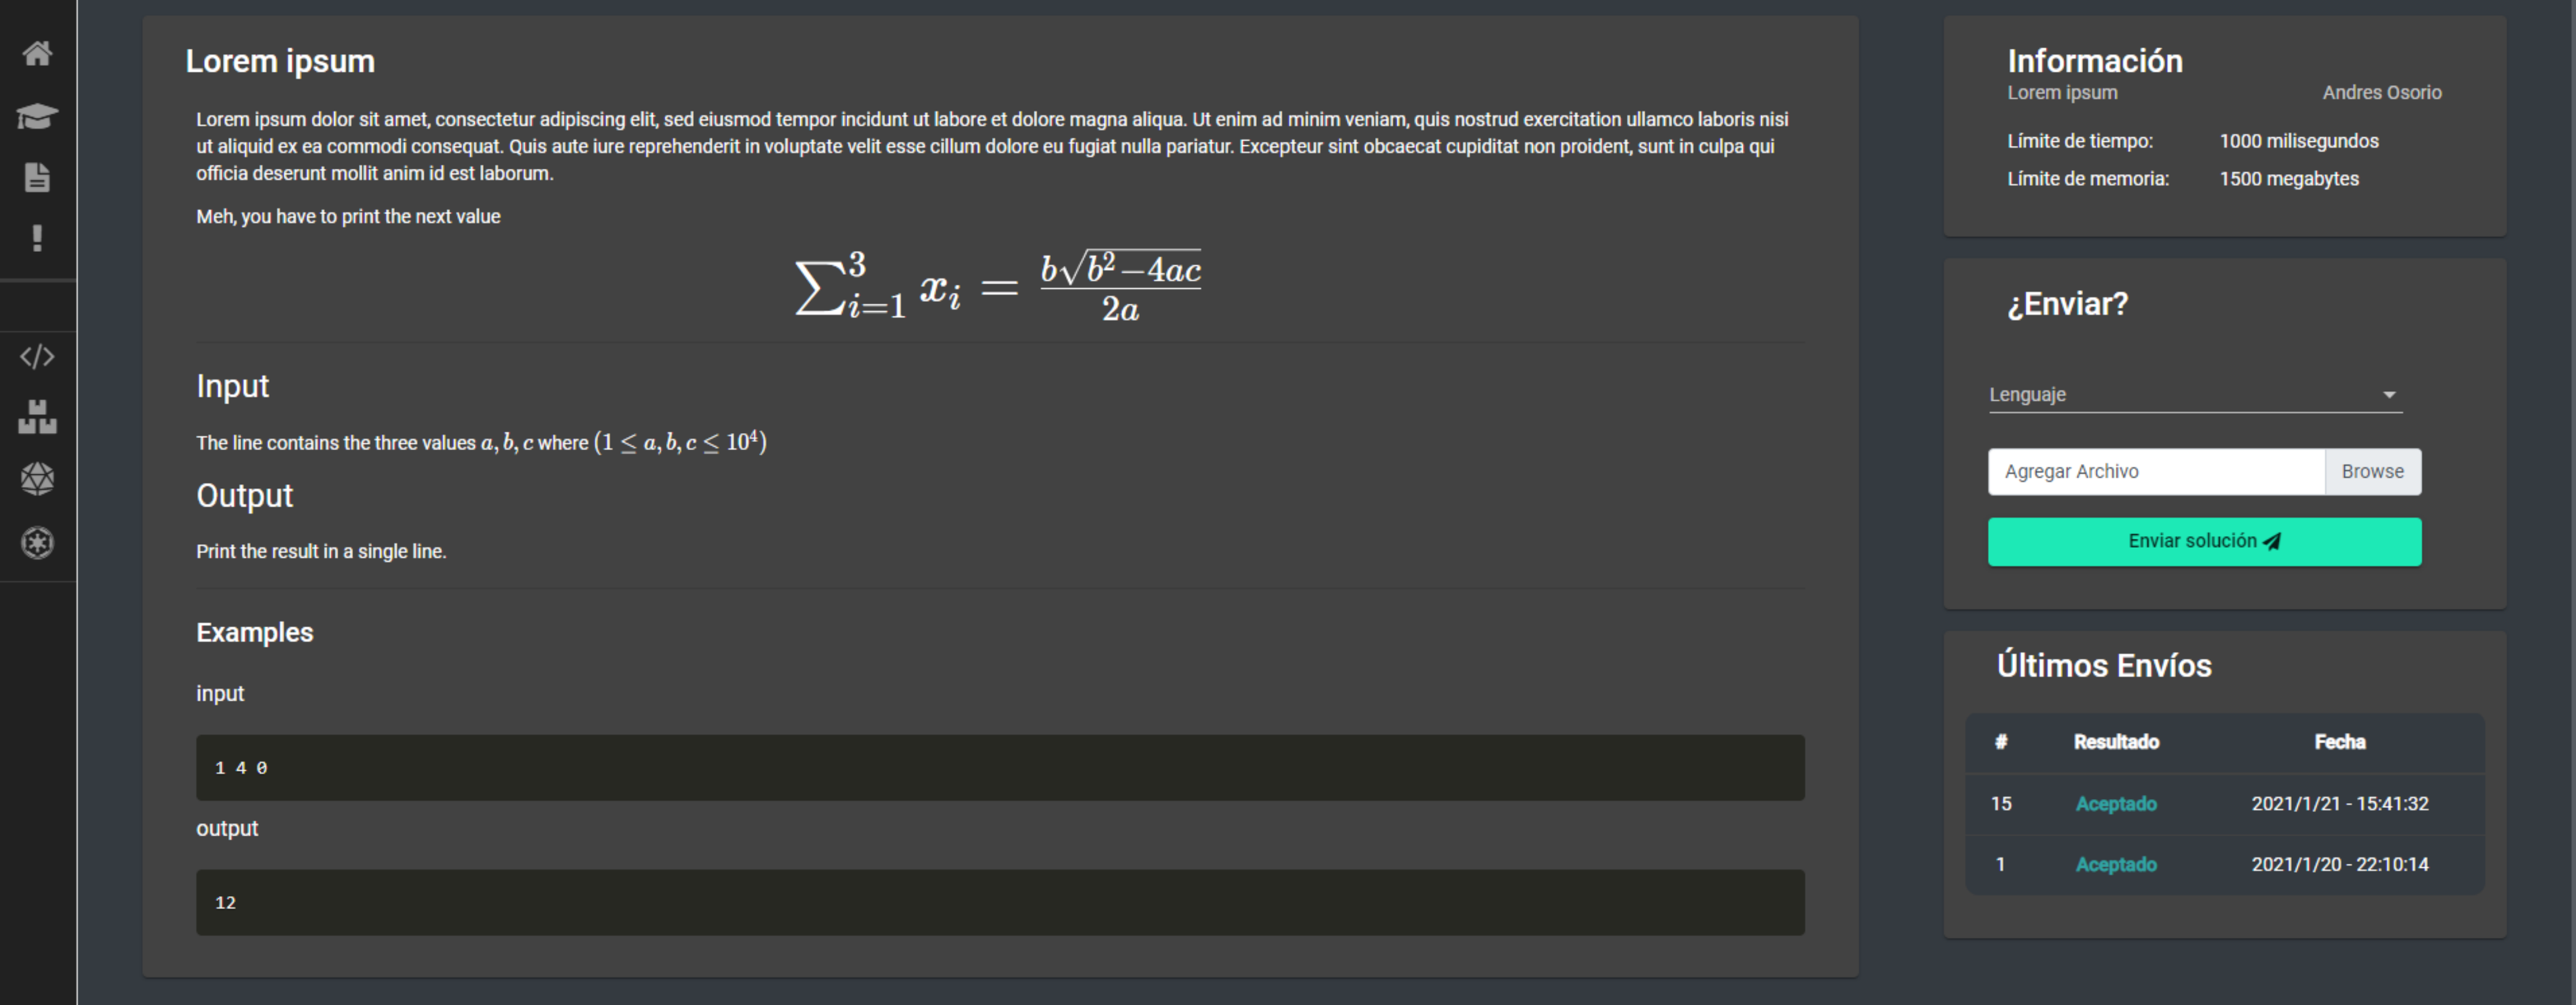 Lorem ipsum
Lorem ipsum dolor sit amet, consectetur adipiscing elit, sed eiusmod tempor incidunt ut labore et dolore magna aliqua. Ut enim ad minim veniam, quis nostrud exercitation ullamco laboris nisi
ut aliquid ex ea commodi consequat. Quis aute iure reprehenderit in voluptate velit esse cillum dolore eu fugiat nulla pariatur. Excepteur sint obcaecat cupiditat non proident, sunt in culpa qui
officia deserunt mollit anim id est laborum.
Meh, you have to print the next value
\sum_{i=1}^{3} x_i = \frac{b\sqrt{b^2-4ac}}{2a}
Input
The line contains the three values a, b, c where (1 ≤ a, b, c ≤ 10^4)
Output
Print the result in a single line.
Examples
input
1 4 0
output
12
Información
Lorem ipsum Andres Osorio
Límite de tiempo: 1000 milisegundos
Límite de memoria: 1500 megabytes
¿Enviar?
Lenguaje
Agregar Archivo Browse
Enviar solución
Últimos Envíos
# Resultado Fecha
15 Aceptado 2021/1/21 - 15:41:32
1 Aceptado 2021/1/20 - 22:10:14